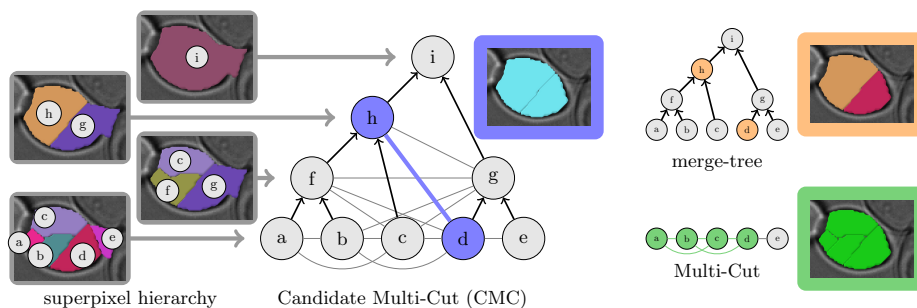 i
h
g
c
f
g
c
a
b
d
e
superpixel hierarchy
i
h
f
g
a
b
c
d
e
Candidate Multi-Cut (CMC)
i
h
f
g
a
b
c
d
e
merge-tree
a
b
c
d
e
Multi-Cut